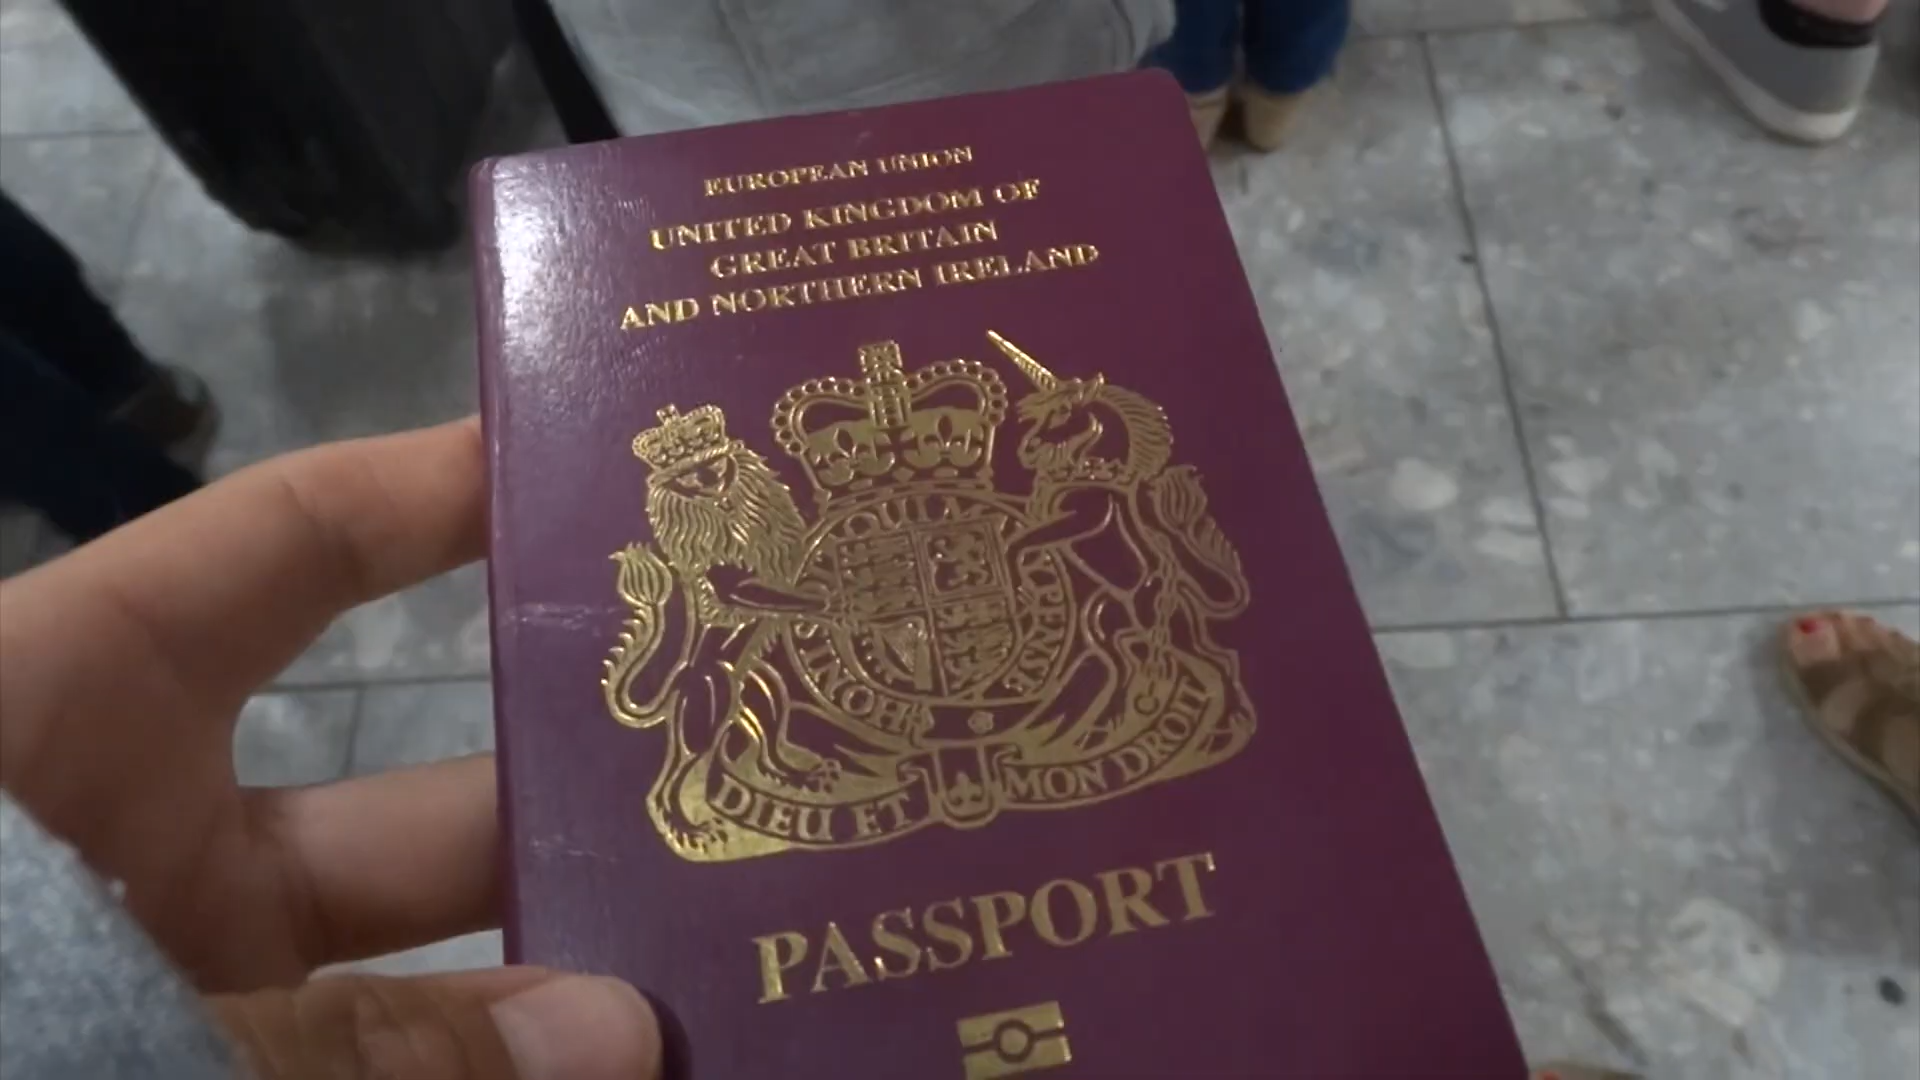 EUROPEAN UNION
UNITED KINGDOM OF
GREAT BRITAIN
AND NORTHERN IRELAND
HONI SOIT QUI MAL Y PENSE
DIEU ET MON DROIT
PASSPORT